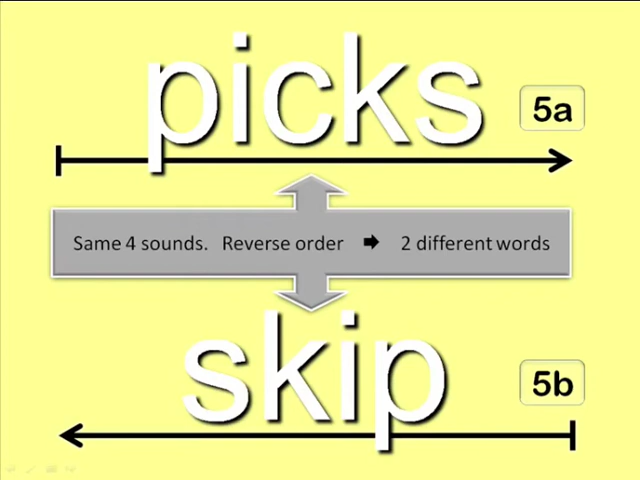 picks
5a
Same 4 sounds. Reverse order 🡆 2 different words
skip
5b